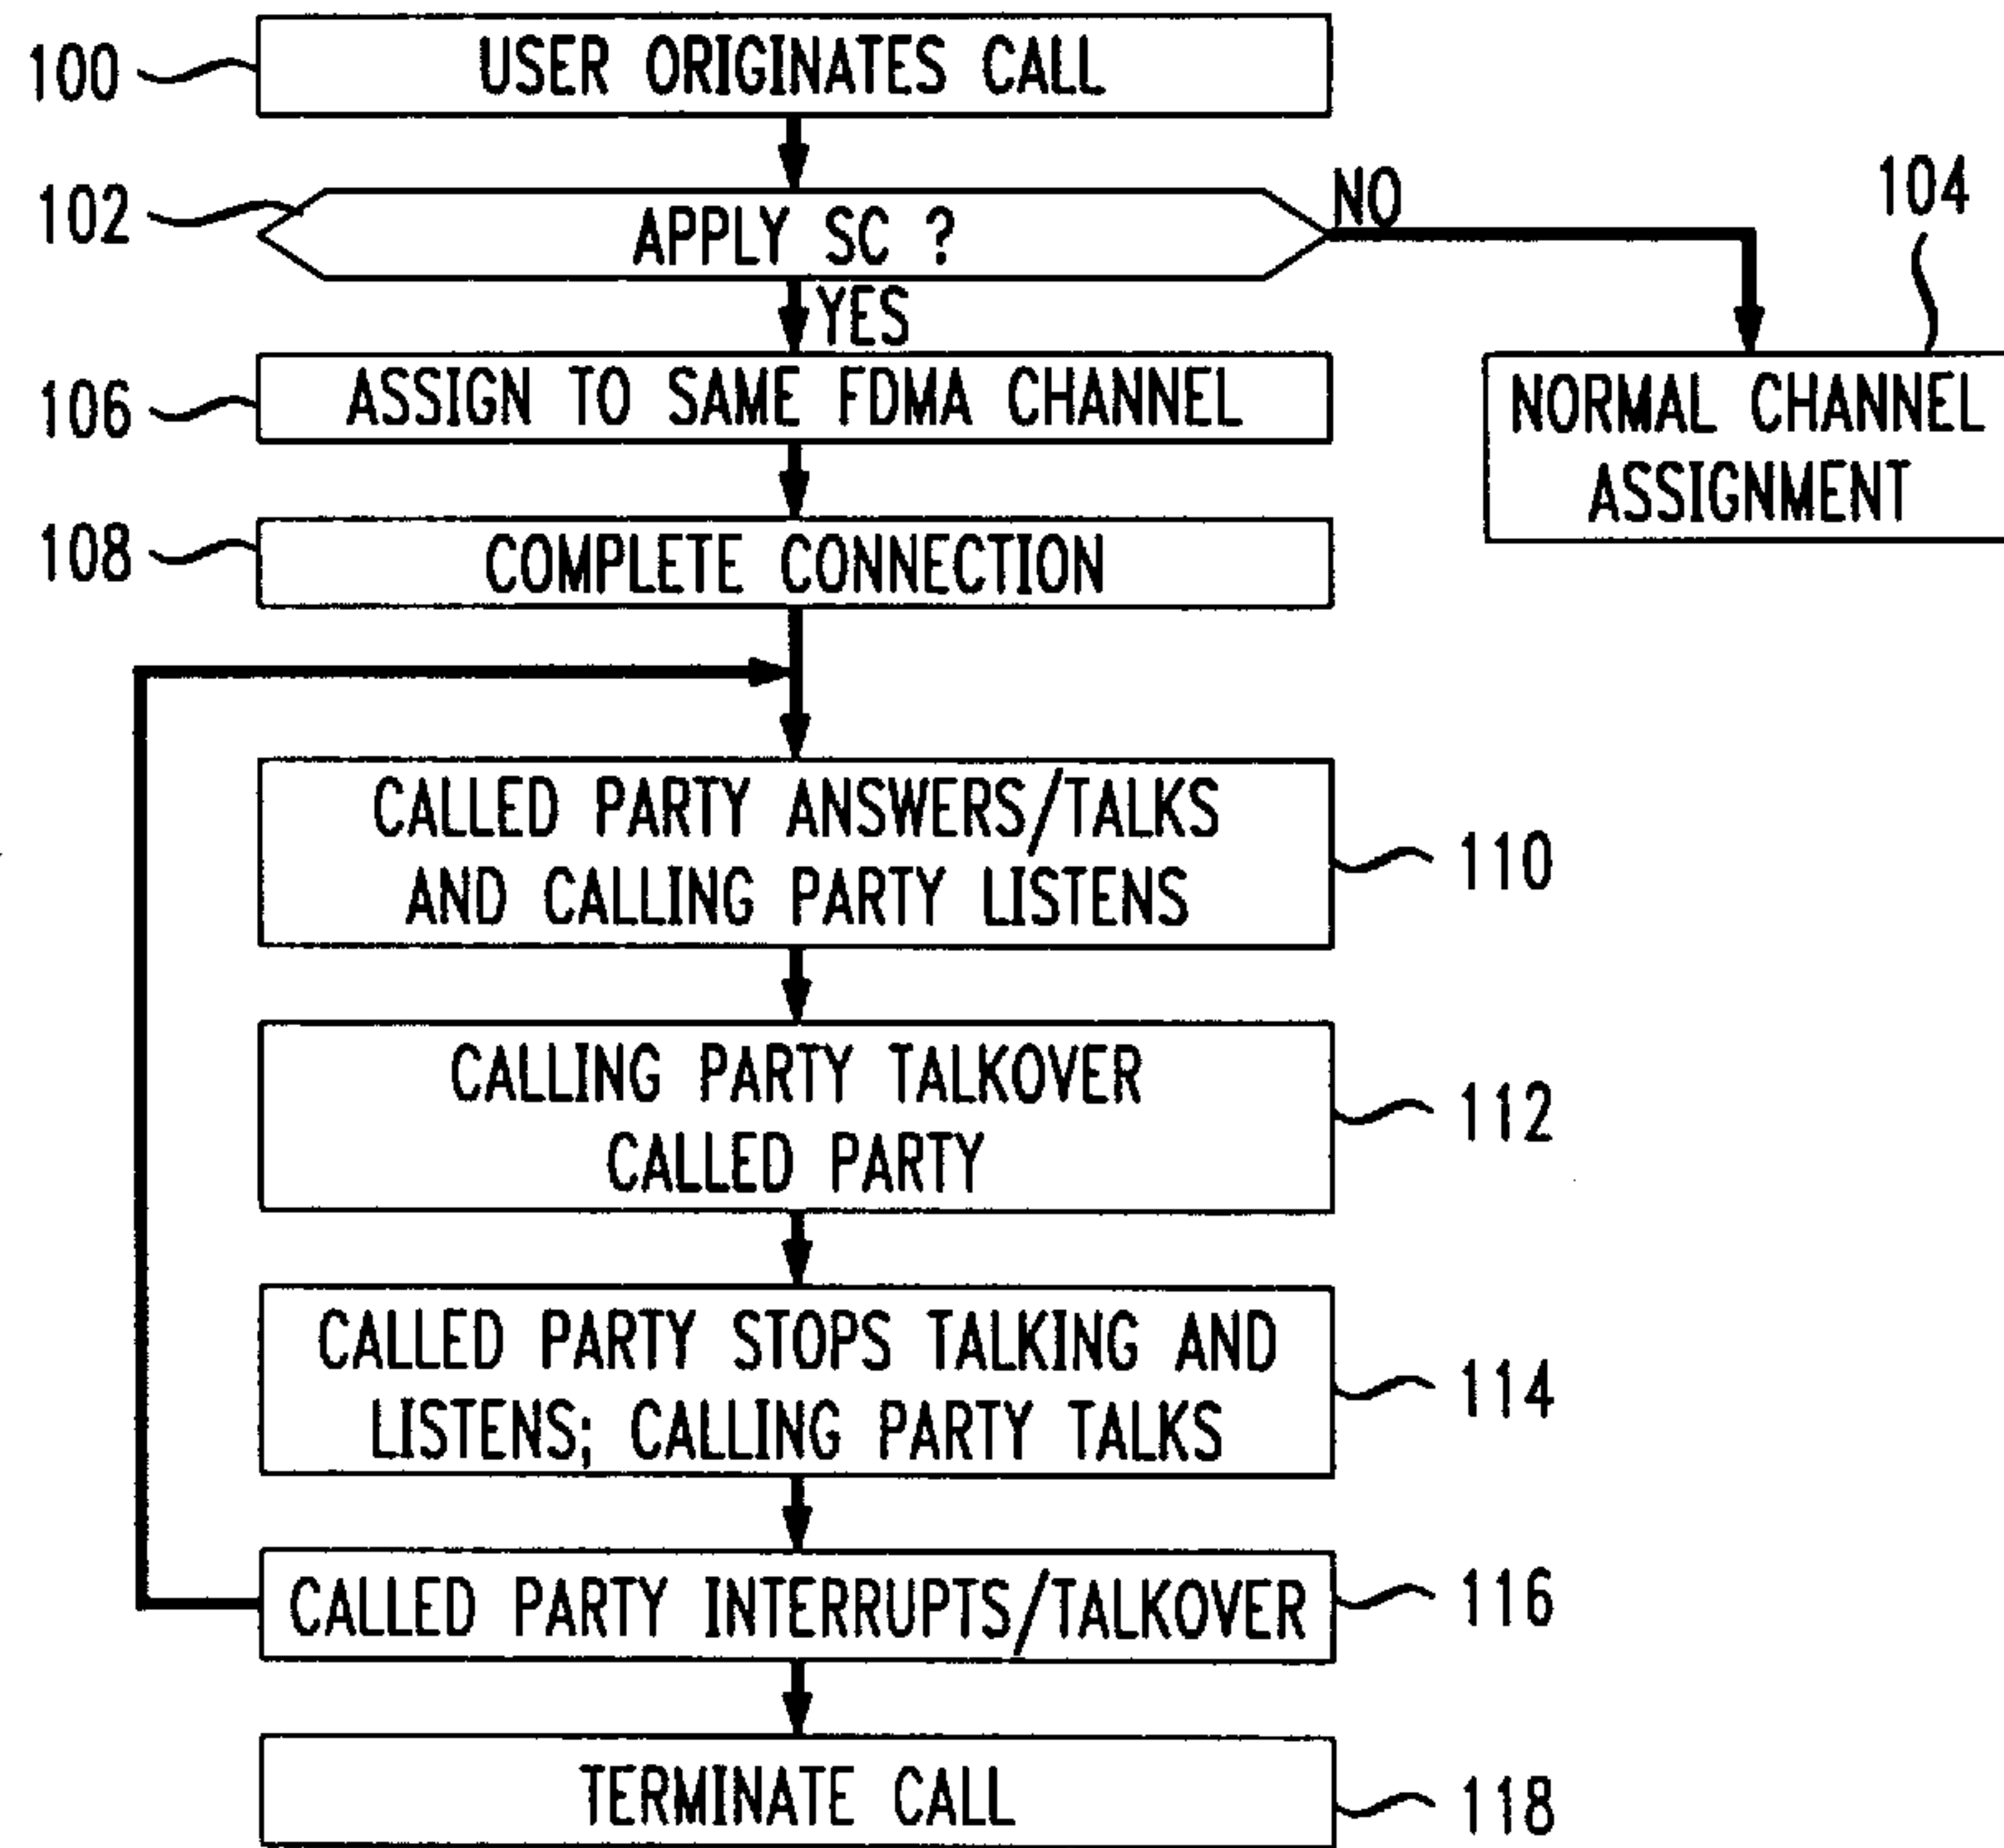 100
USER ORIGINATES CALL
102
APPLY SC ?
NO
104
YES
106
ASSIGN TO SAME FDMA CHANNEL
NORMAL CHANNEL
ASSIGNMENT
108
COMPLETE CONNECTION
CALLED PARTY ANSWERS/TALKS
AND CALLING PARTY LISTENS
110
CALLING PARTY TALKOVER
CALLED PARTY
112
CALLED PARTY STOPS TALKING AND
LISTENS; CALLING PARTY TALKS
114
CALLED PARTY INTERRUPTS/TALKOVER
116
TERMINATE CALL
118